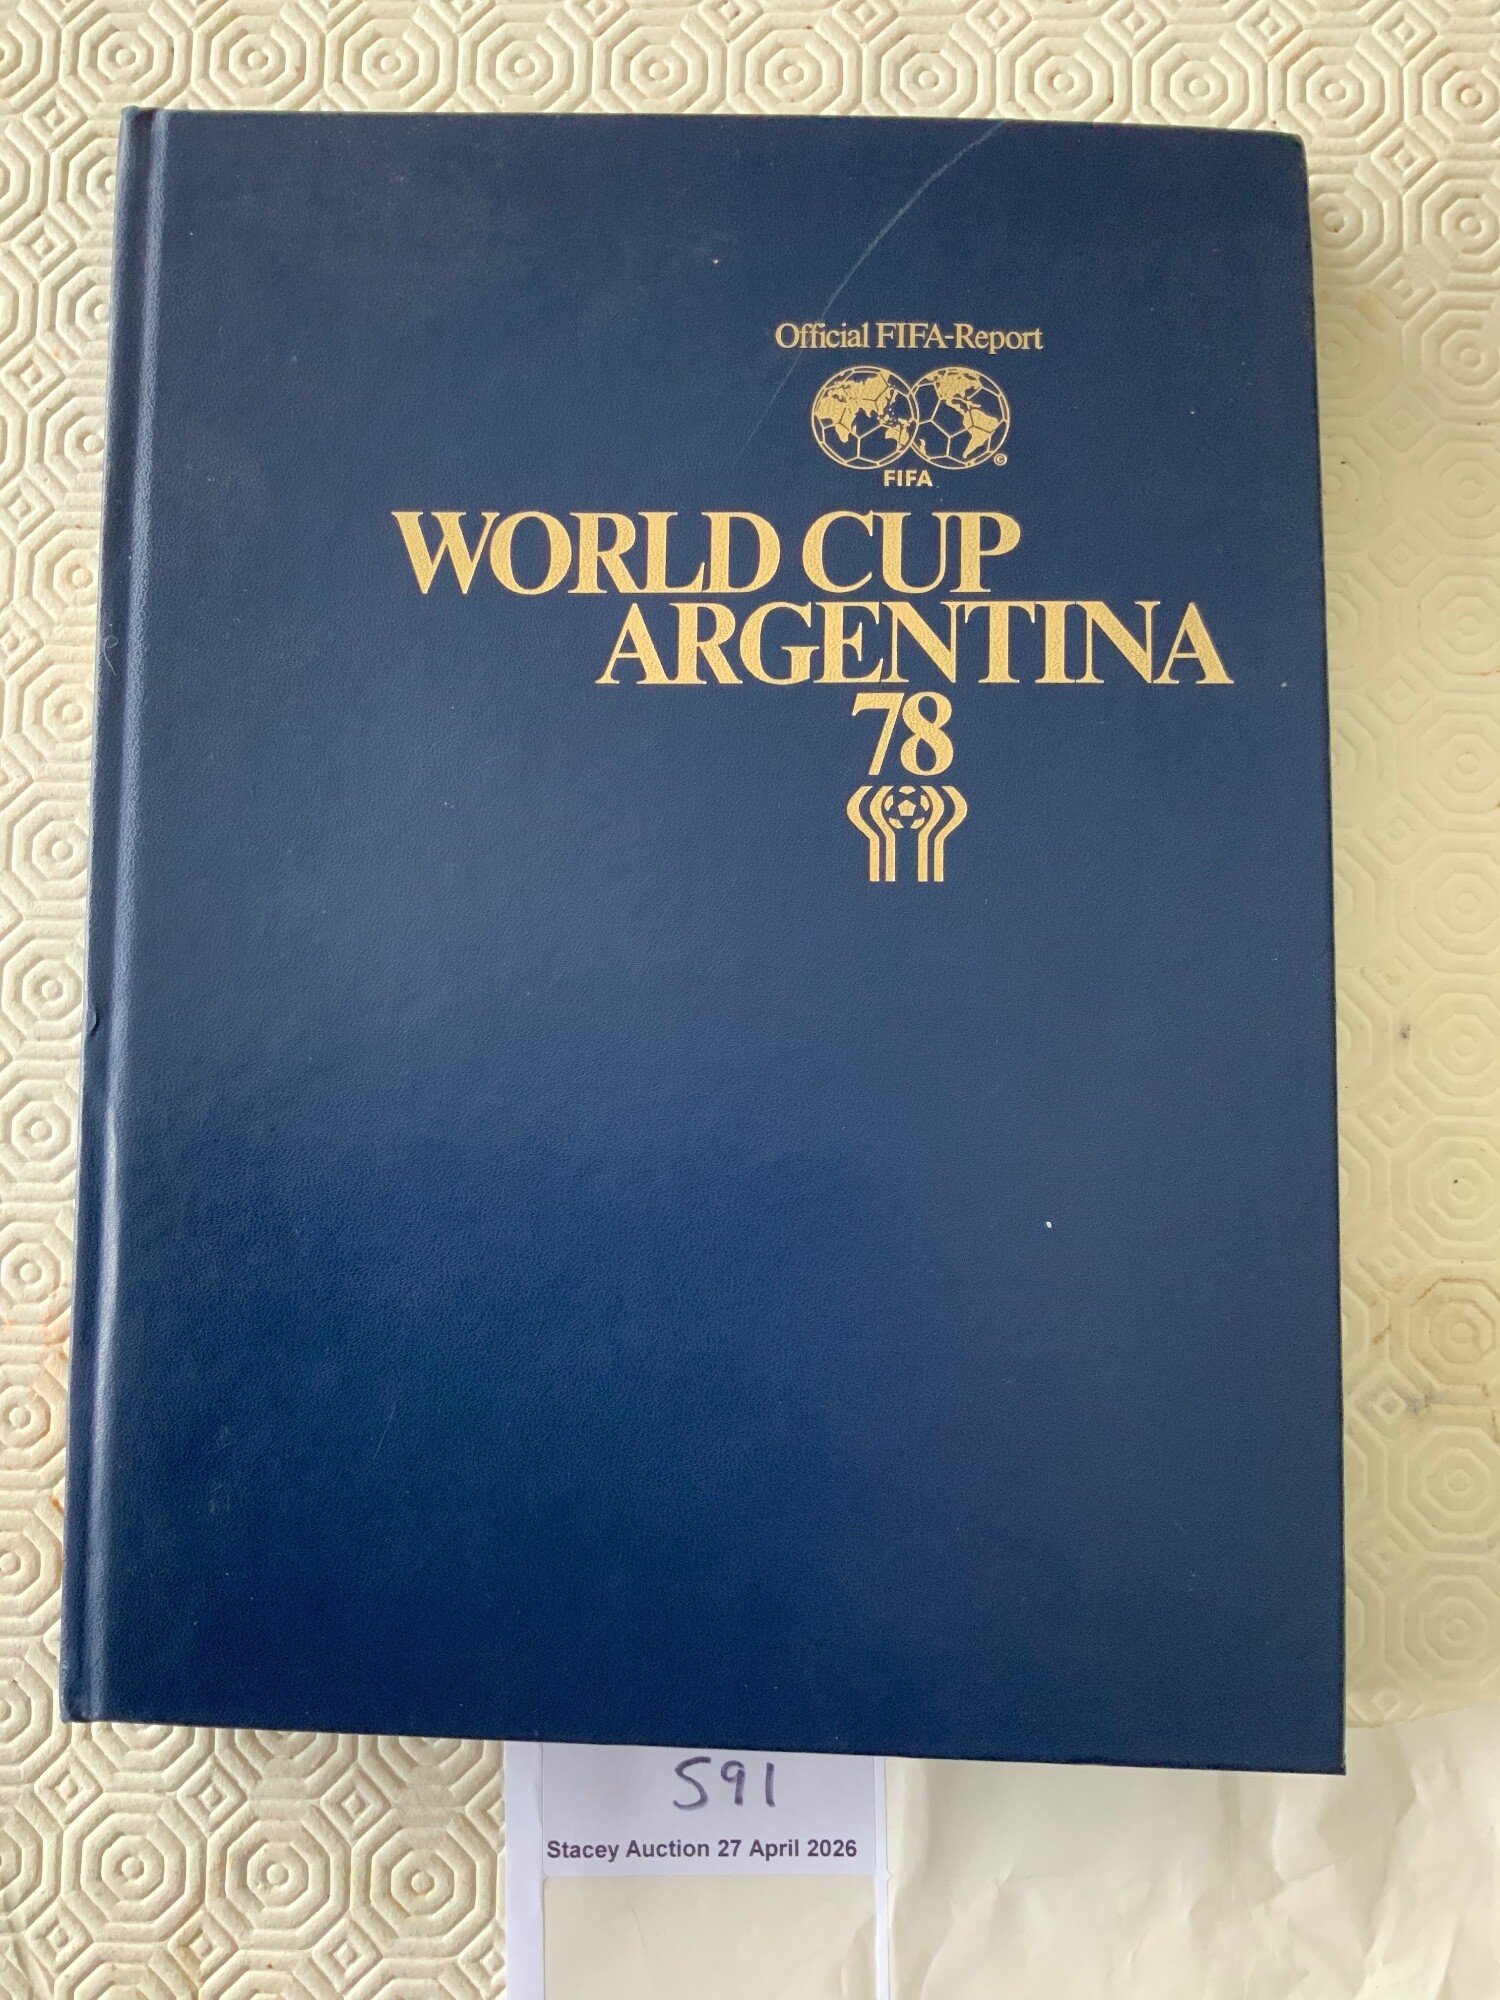 Official FIFA-Report
©
FIFA
WORLD CUP
ARGENTINA
78
591
Stacey Auction 27 April 2026